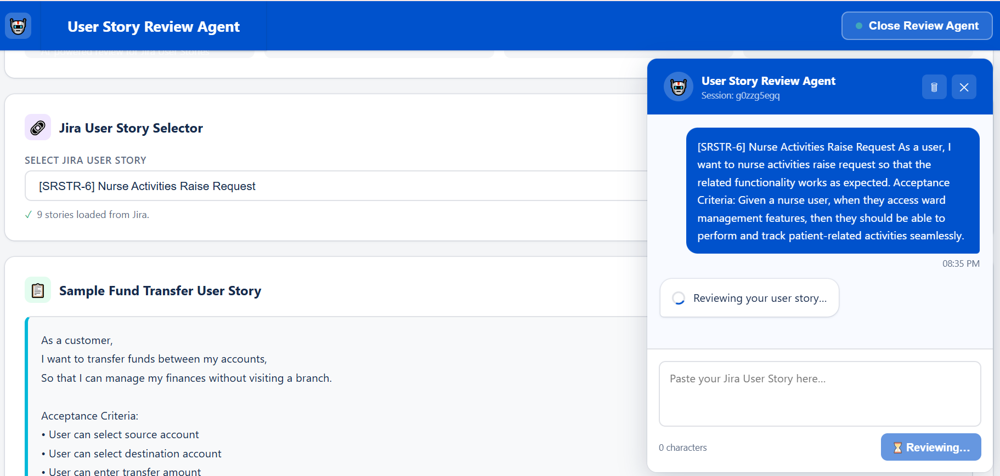 User Story Review Agent
Close Review Agent
AI-powered review for Jira User Stories
Jira User Story Selector
SELECT JIRA USER STORY
[SRSTR-6] Nurse Activities Raise Request
✓ 9 stories loaded from Jira.
Sample Fund Transfer User Story
As a customer,
I want to transfer funds between my accounts,
So that I can manage my finances without visiting a branch.
Acceptance Criteria:
• User can select source account
• User can select destination account
• User can enter transfer amount
User Story Review Agent
Session: g0zzg5egq
[SRSTR-6] Nurse Activities Raise Request As a user, I
want to nurse activities raise request so that the
related functionality works as expected. Acceptance
Criteria: Given a nurse user, when they access ward
management features, then they should be able to
perform and track patient-related activities seamlessly.
08:35 PM
Reviewing your user story...
Paste your Jira User Story here...
0 characters
Reviewing...